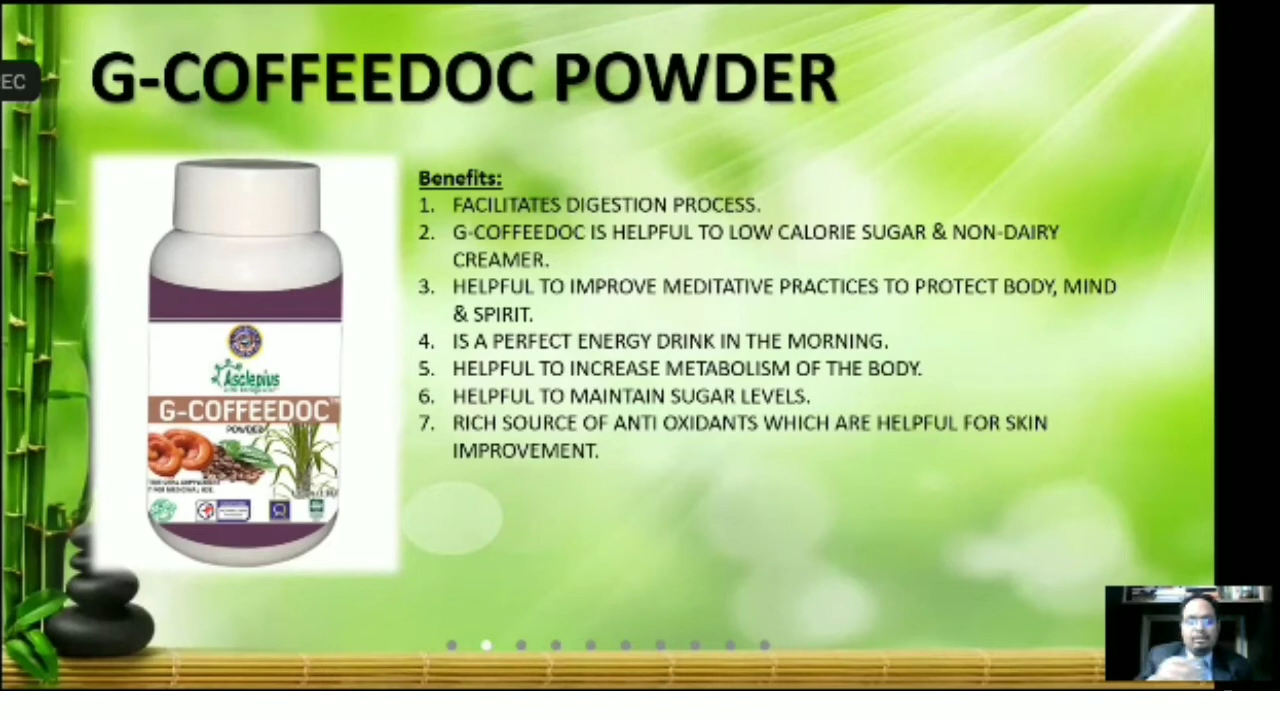 EC
G-COFFEEDOC POWDER
Benefits:
1. FACILITATES DIGESTION PROCESS.
2. G-COFFEEDOC IS HELPFUL TO LOW CALORIE SUGAR & NON-DAIRY
CREAMER.
3. HELPFUL TO IMPROVE MEDITATIVE PRACTICES TO PROTECT BODY, MIND
& SPIRIT.
4. IS A PERFECT ENERGY DRINK IN THE MORNING.
5. HELPFUL TO INCREASE METABOLISM OF THE BODY.
6. HELPFUL TO MAINTAIN SUGAR LEVELS.
7. RICH SOURCE OF ANTI OXIDANTS WHICH ARE HELPFUL FOR SKIN
IMPROVEMENT.
Asclepius
G-COFFEEDOC
POWDER